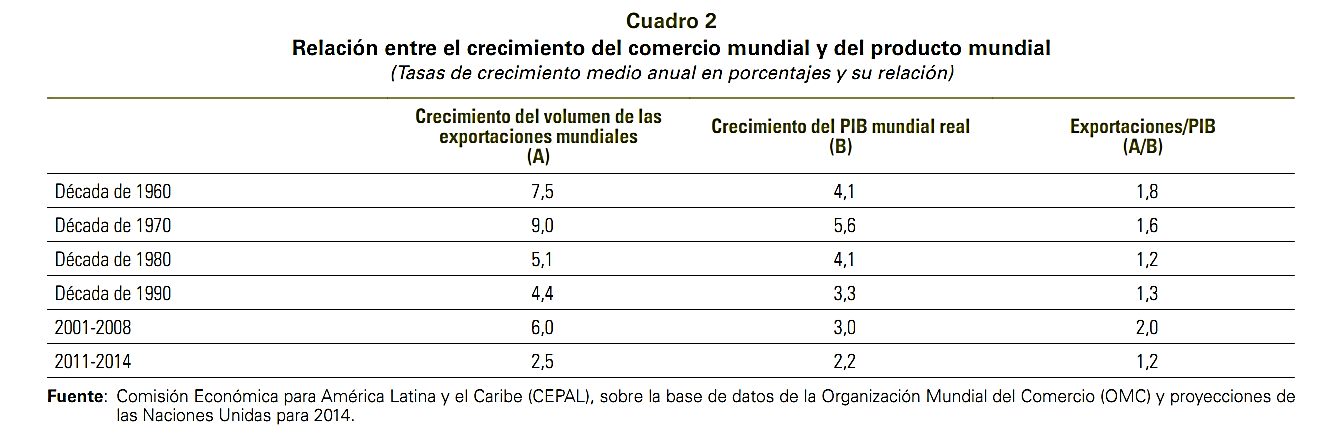 Cuadro 2
Relación entre el crecimiento del comercio mundial y del producto mundial
(Tasas de crecimiento medio anual en porcentajes y su relación)
Crecimiento del volumen de las
exportaciones mundiales
(A)
Crecimiento del PIB mundial real
(B)
Exportaciones/PIB
(A/B)
Década de 1960 7,5 4,1 1,8
Década de 1970 9,0 5,6 1,6
Década de 1980 5,1 4,1 1,2
Década de 1990 4,4 3,3 1,3
2001-2008 6,0 3,0 2,0
2011-2014 2,5 2,2 1,2
Fuente: Comisión Económica para América Latina y el Caribe (CEPAL), sobre la base de datos de la Organización Mundial del Comercio (OMC) y proyecciones de
las Naciones Unidas para 2014.